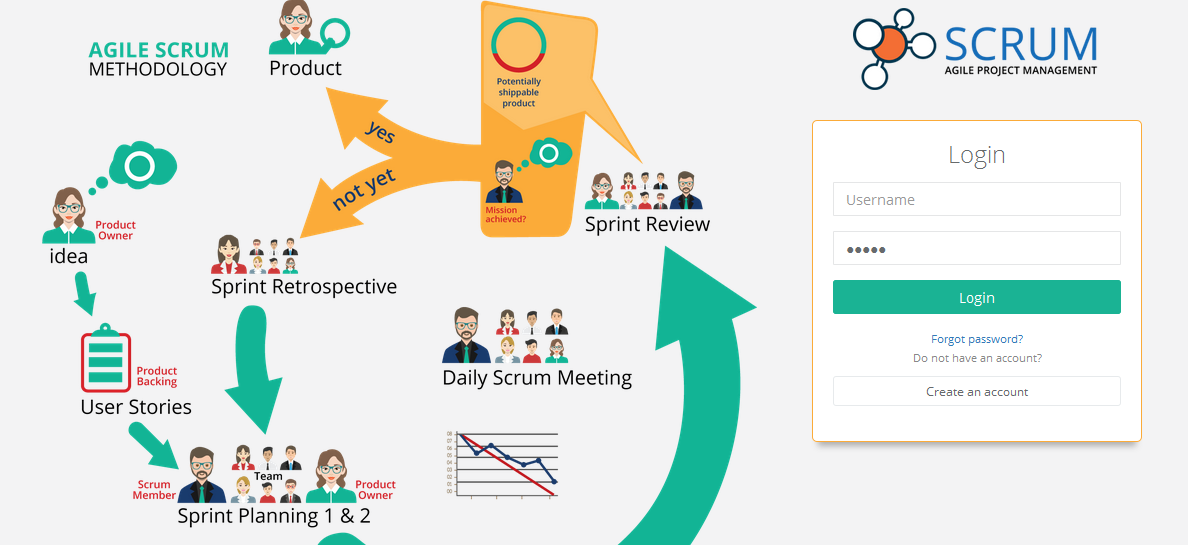 AGILE SCRUM
METHODOLOGY
Product
Potentially
shippable
product
yes
not yet
Mission
achieved?
Sprint Review
Product
Owner
idea
Sprint Retrospective
Daily Scrum Meeting
Product
Backing
User Stories
Team
Scrum
Member
Product
Owner
Sprint Planning 1 & 2
SCRUM
AGILE PROJECT MANAGEMENT
Login
Username
Login
Forgot password?
Do not have an account?
Create an account